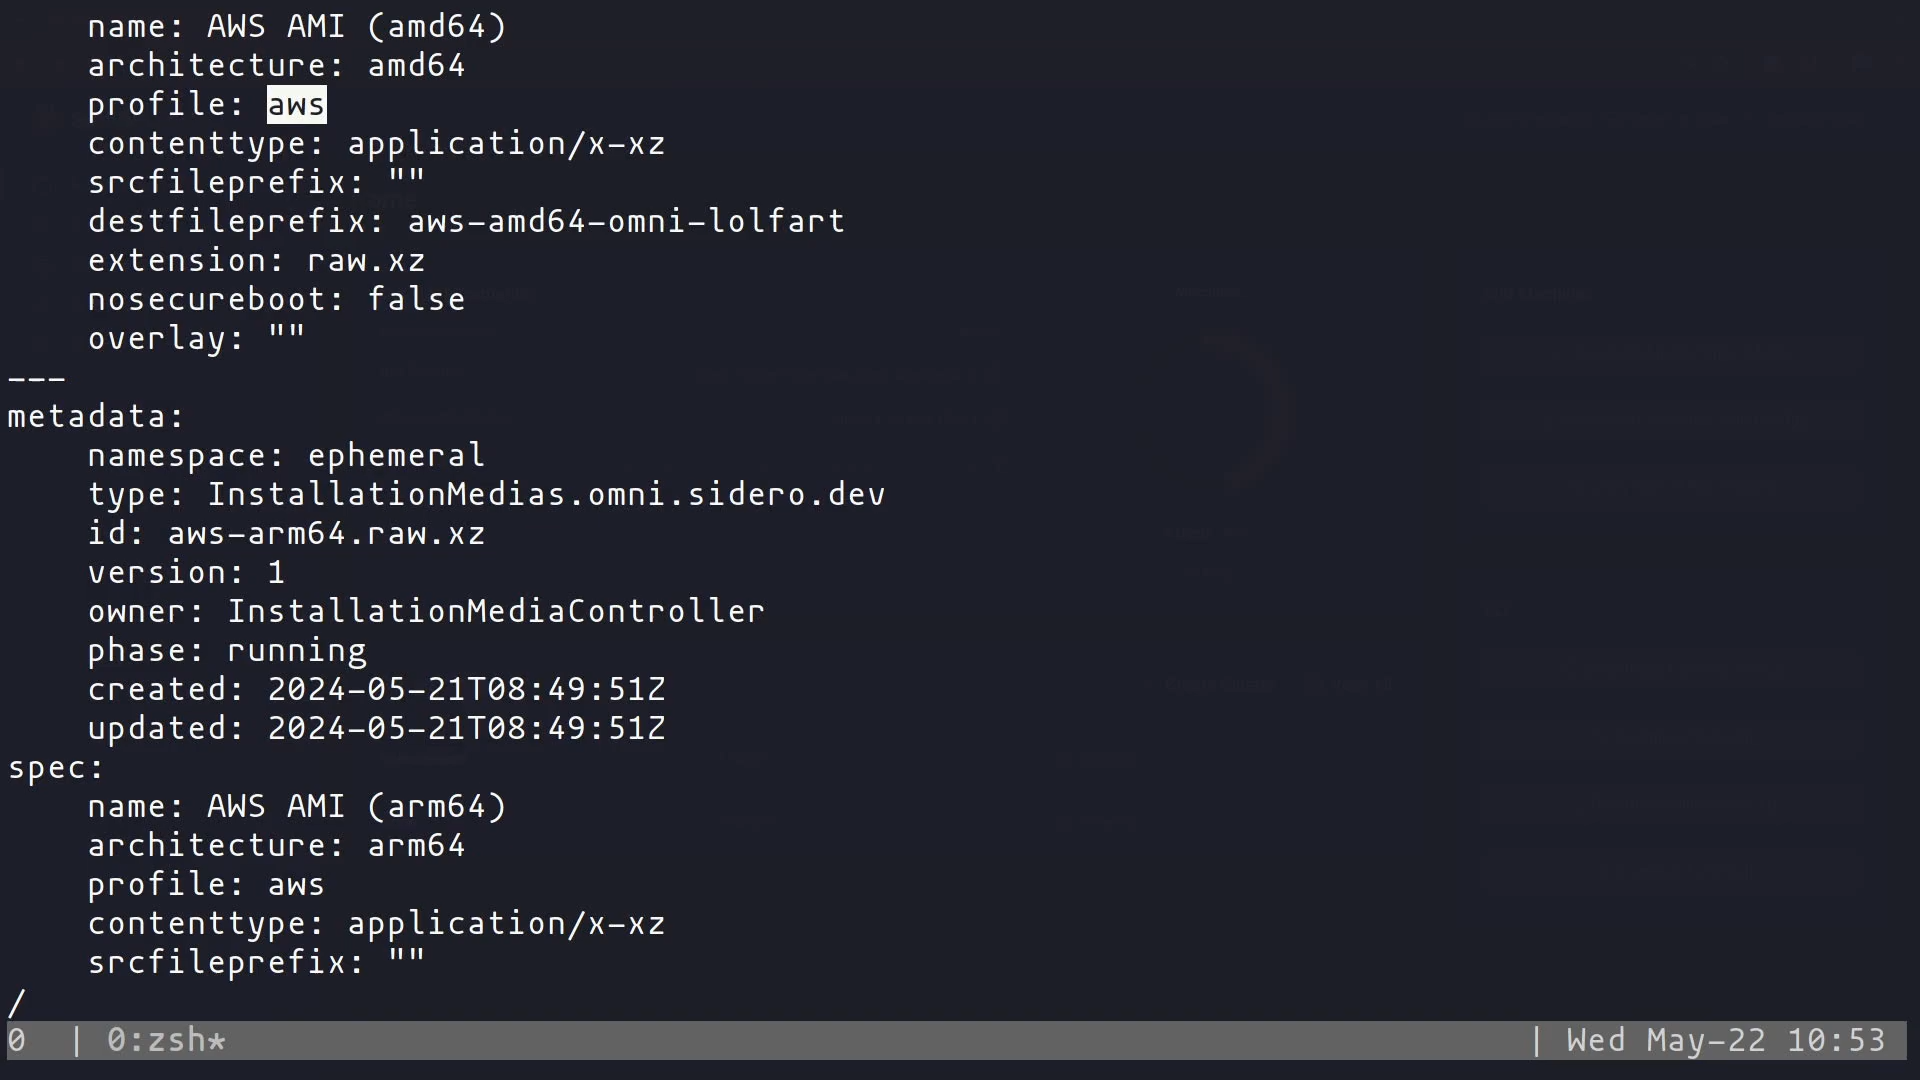 name: AWS AMI (amd64)
architecture: amd64
profile: aws
contenttype: application/x-xz
srcfileprefix: ""
destfileprefix: aws-amd64-omni-lolfart
extension: raw.xz
nosecureboot: false
overlay: ""
---
metadata:
namespace: ephemeral
type: InstallationMedias.omni.sidero.dev
id: aws-arm64.raw.xz
version: 1
owner: InstallationMediaController
phase: running
created: 2024-05-21T08:49:51Z
updated: 2024-05-21T08:49:51Z
spec:
name: AWS AMI (arm64)
architecture: arm64
profile: aws
contenttype: application/x-xz
srcfileprefix: ""
/
0 | 0:zsh* | Wed May-22 10:53